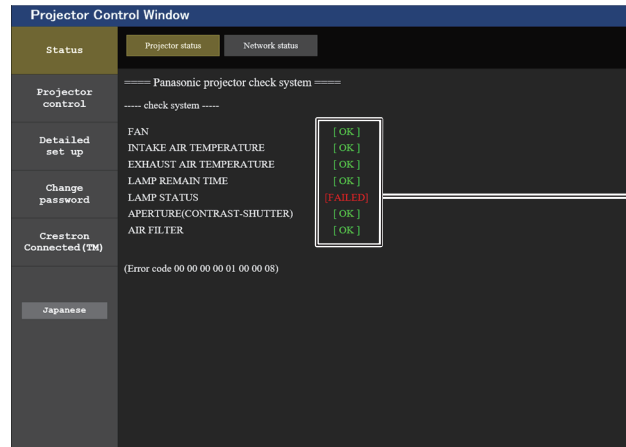 Projector Control Window
Status
Projector status
Network status
==== Panasonic projector check system ====
----- check system -----
FAN [ OK ]
INTAKE AIR TEMPERATURE [ OK ]
EXHAUST AIR TEMPERATURE [ OK ]
LAMP REMAIN TIME [ OK ]
LAMP STATUS [FAILED]
APERTURE(CONTRAST-SHUTTER) [ OK ]
AIR FILTER [ OK ]
(Error code 00 00 00 00 01 00 00 08)
Projector
control
Detailed
set up
Change
password
Crestron
Connected(TM)
Japanese